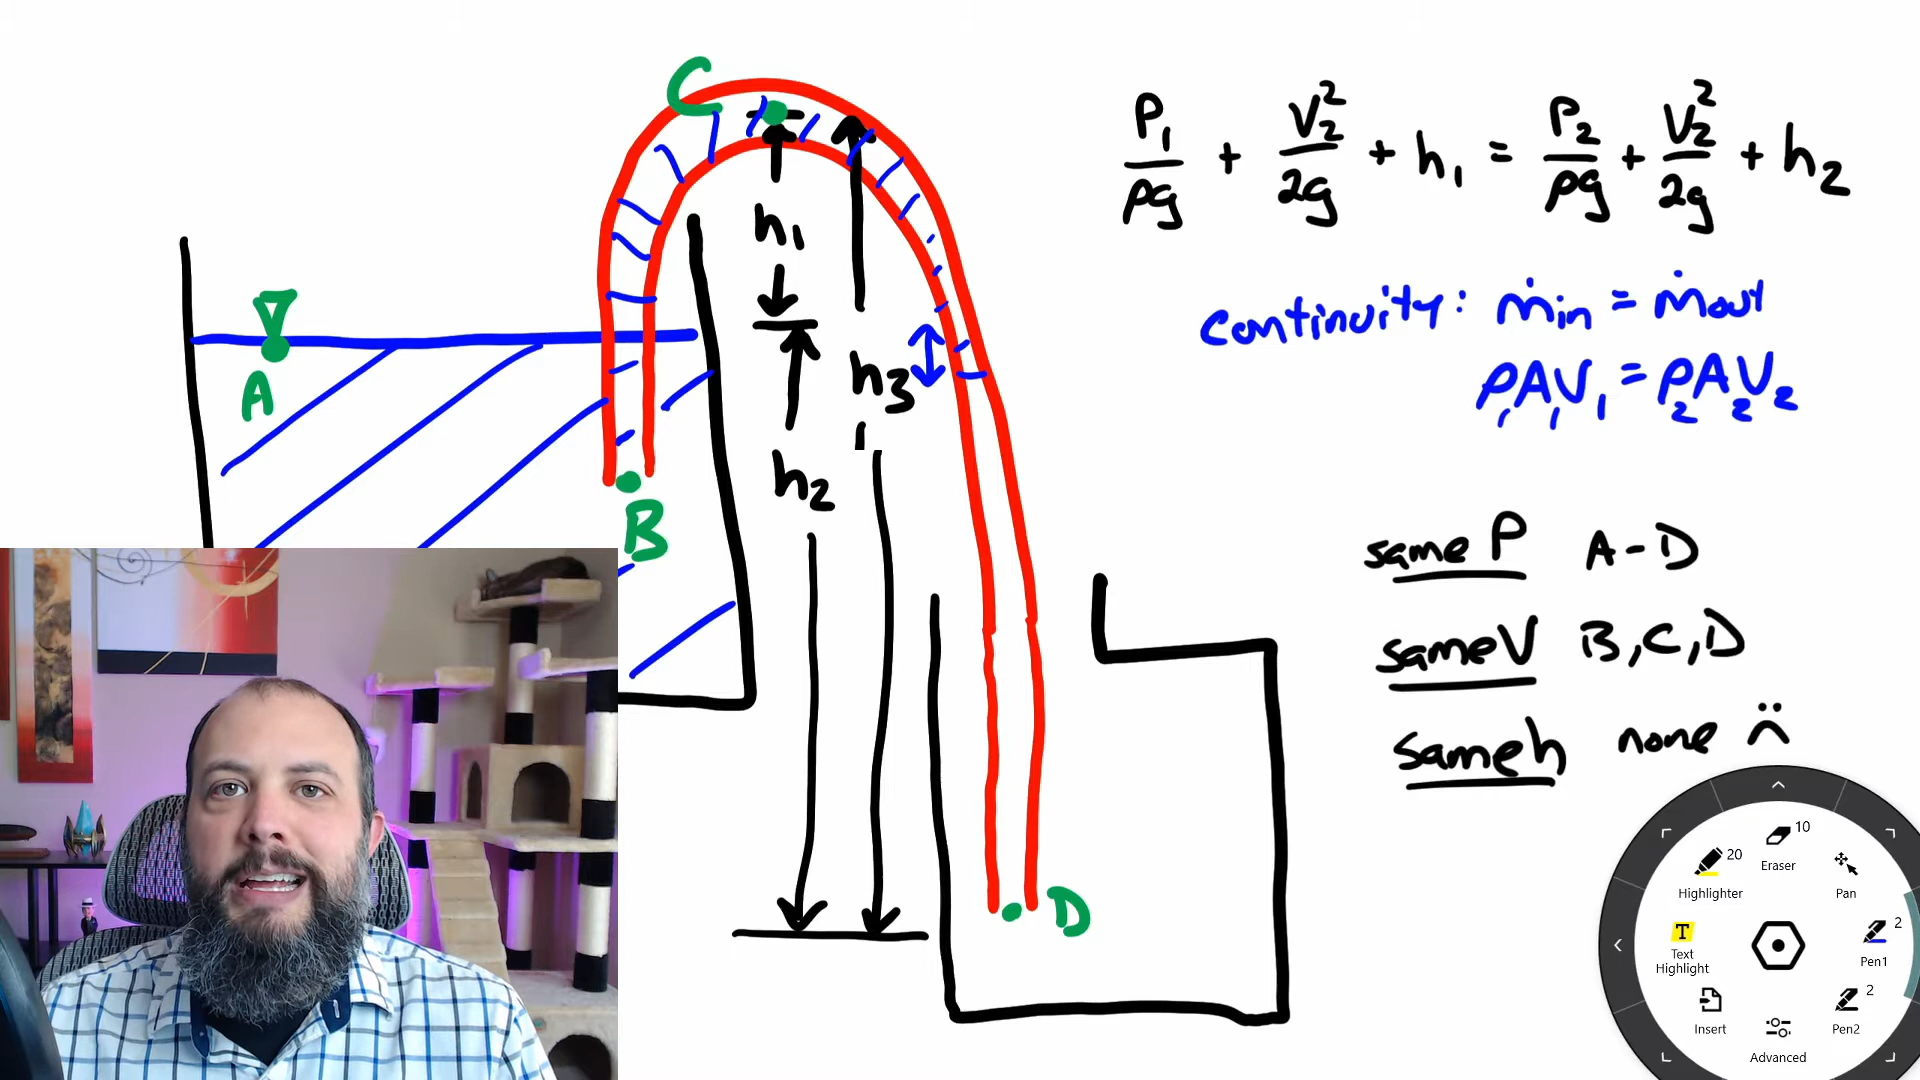 C
P₁/ρg + V₂²/2g + h₁ = P₂/ρg + V₂²/2g + h₂
h₁
continuity: ṁin = ṁout
ρ₁A₁V₁ = ρ₂A₂V₂
A
h₃
h₂
B
same P A-D
same V B,C,D
same h none ☹
D
10
Eraser
20
Highlighter
Pan
T
Text
Highlight
2
Pen1
Insert
2
Pen2
Advanced